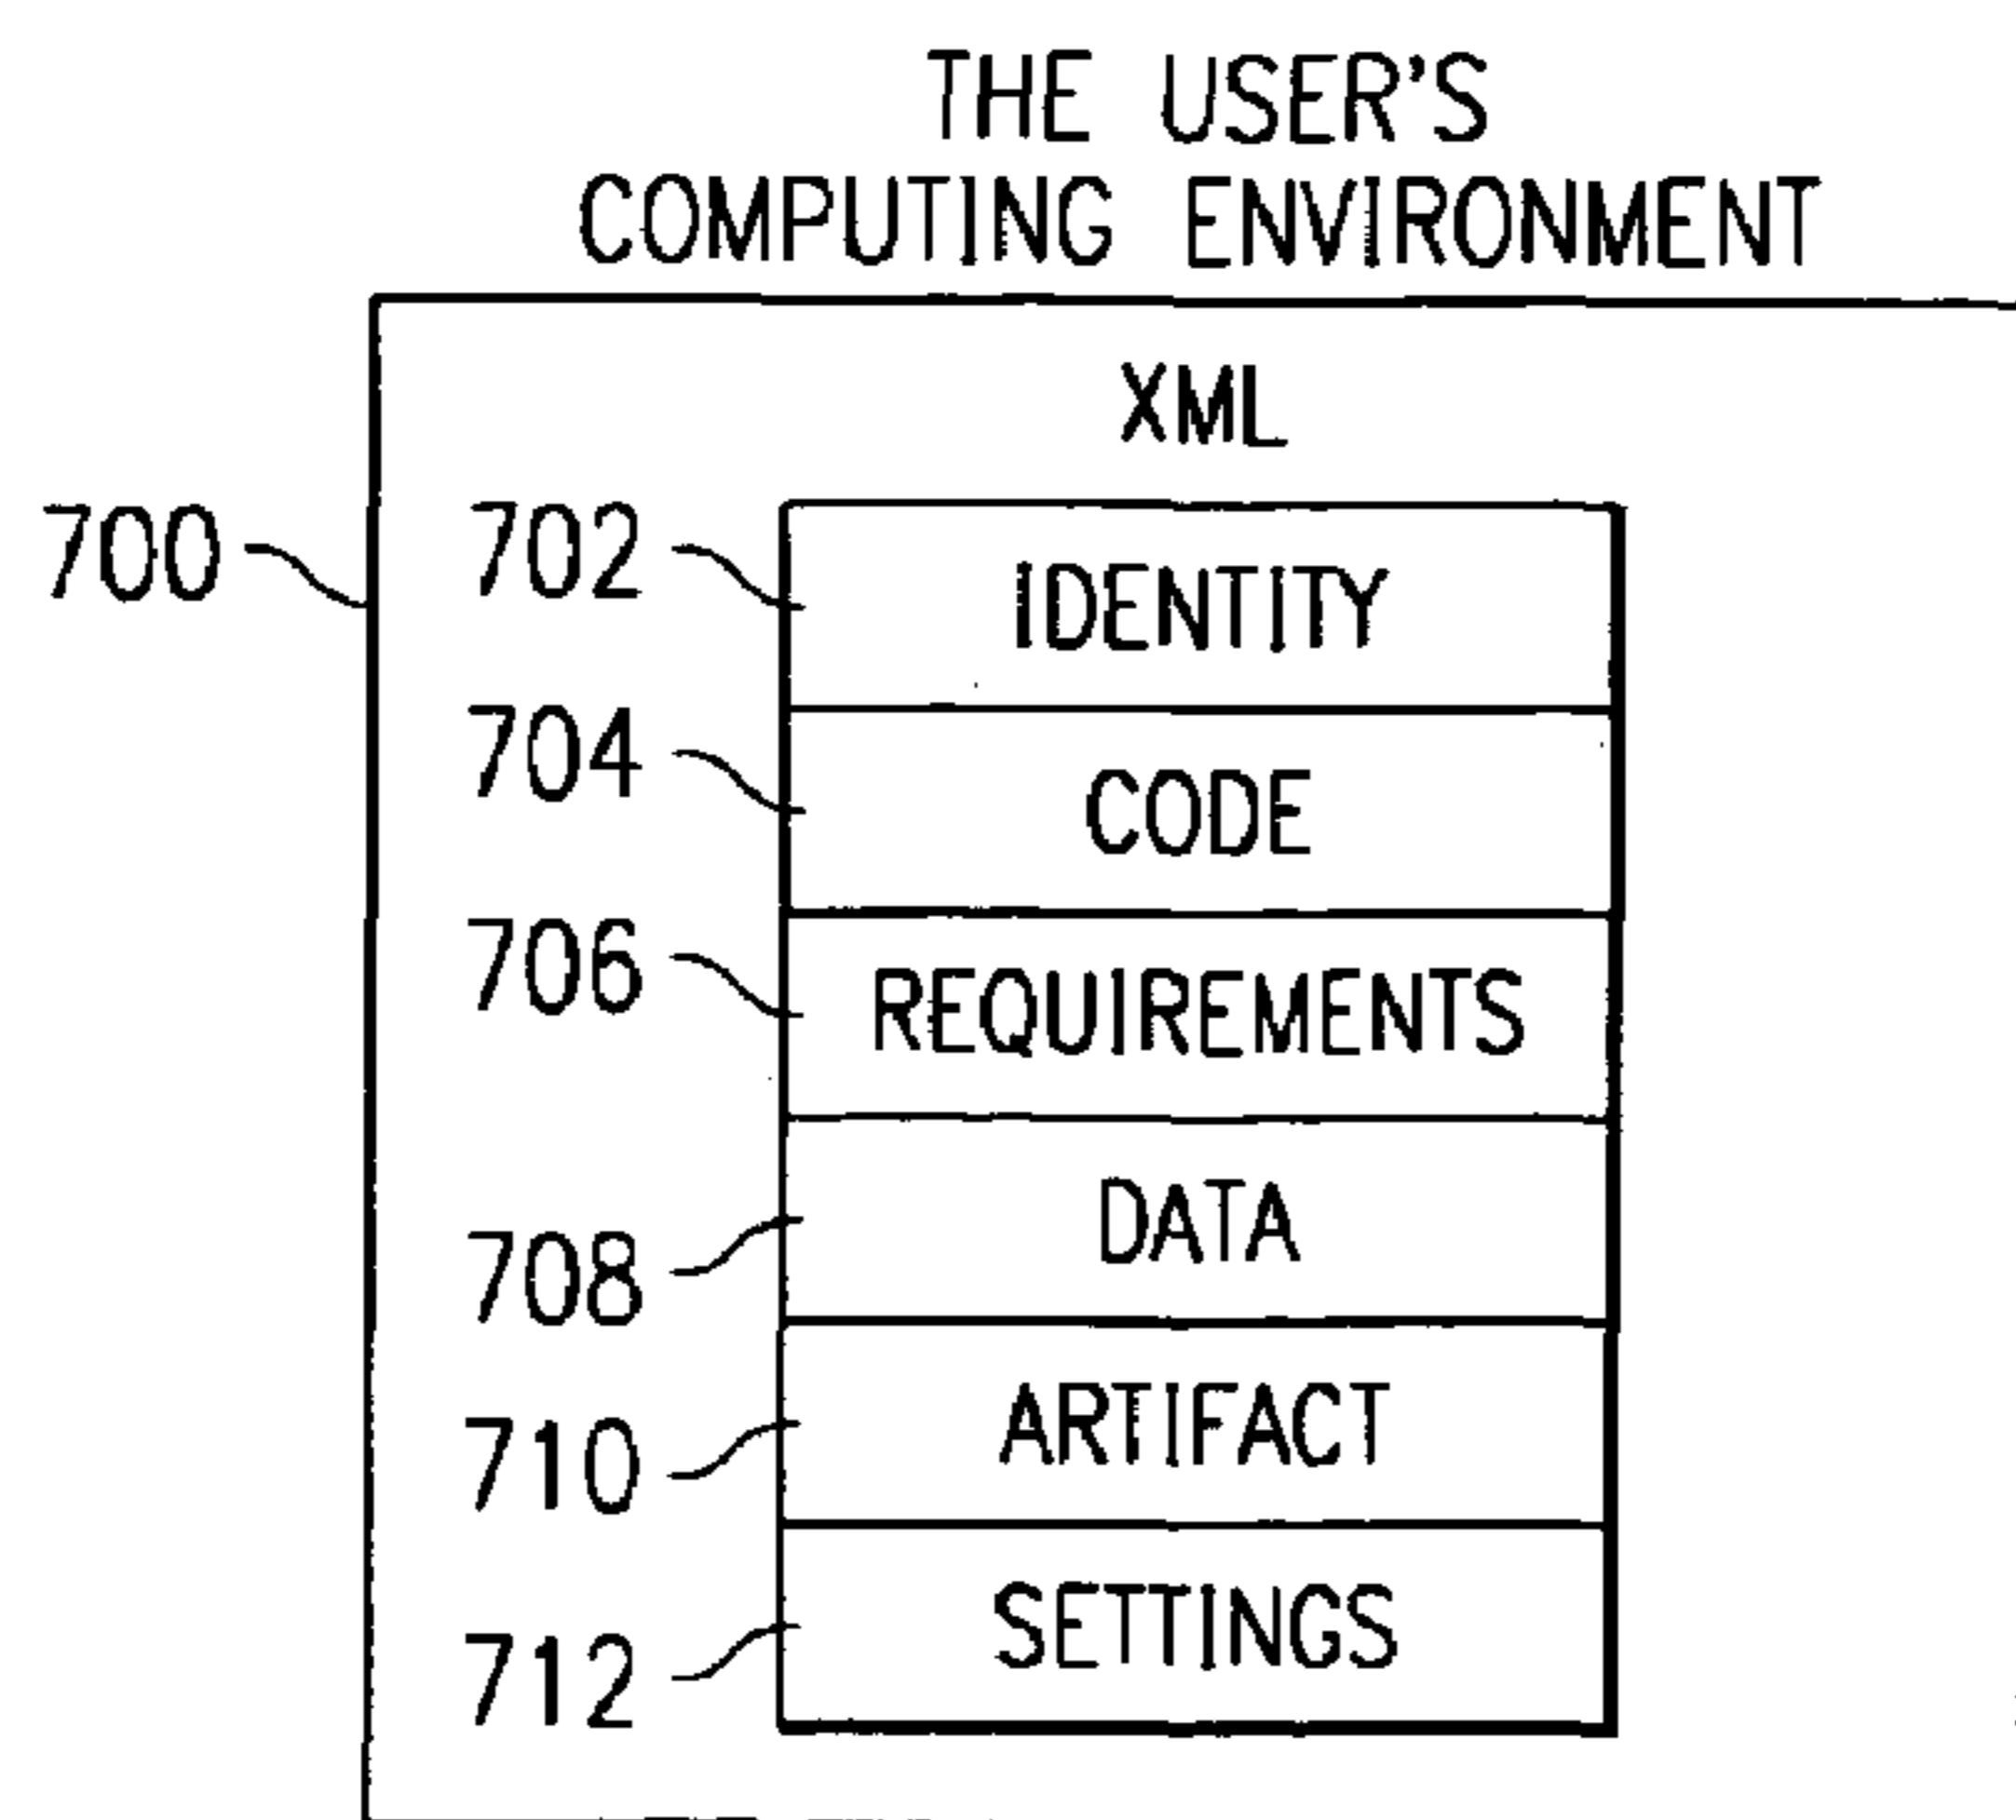 THE USER'S
COMPUTING ENVIRONMENT
XML
700
702 IDENTITY
704 CODE
706 REQUIREMENTS
708 DATA
710 ARTIFACT
712 SETTINGS